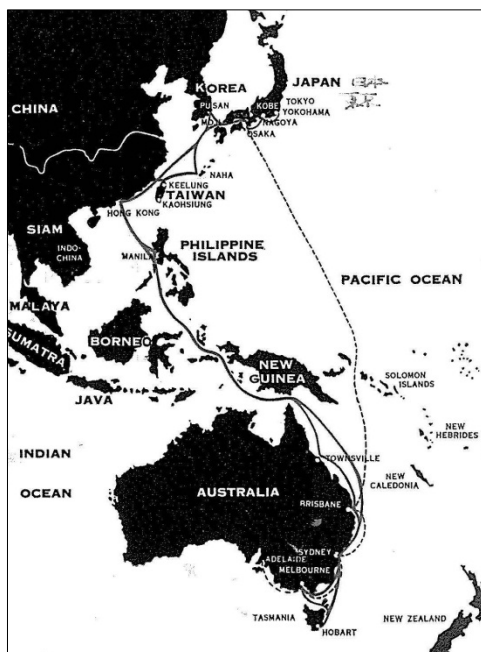 KOREA
JAPAN
CHINA
PUSAN
KOBE
TOKYO
YOKOHAMA
NAGOYA
OSAKA
NAHA
KEELUNG
TAIWAN
KAOHSIUNG
HONG KONG
SIAM
INDO-
CHINA
MANILA
PHILIPPINE
ISLANDS
PACIFIC OCEAN
MALAYA
SUMATRA
BORNEO
NEW
GUINEA
SOLOMON
ISLANDS
JAVA
NEW
HEBRIDES
INDIAN
OCEAN
TOWNSVILLE
NEW
CALEDONIA
AUSTRALIA
BRISBANE
SYDNEY
ADELAIDE
MELBOURNE
TASMANIA
HOBART
NEW ZEALAND